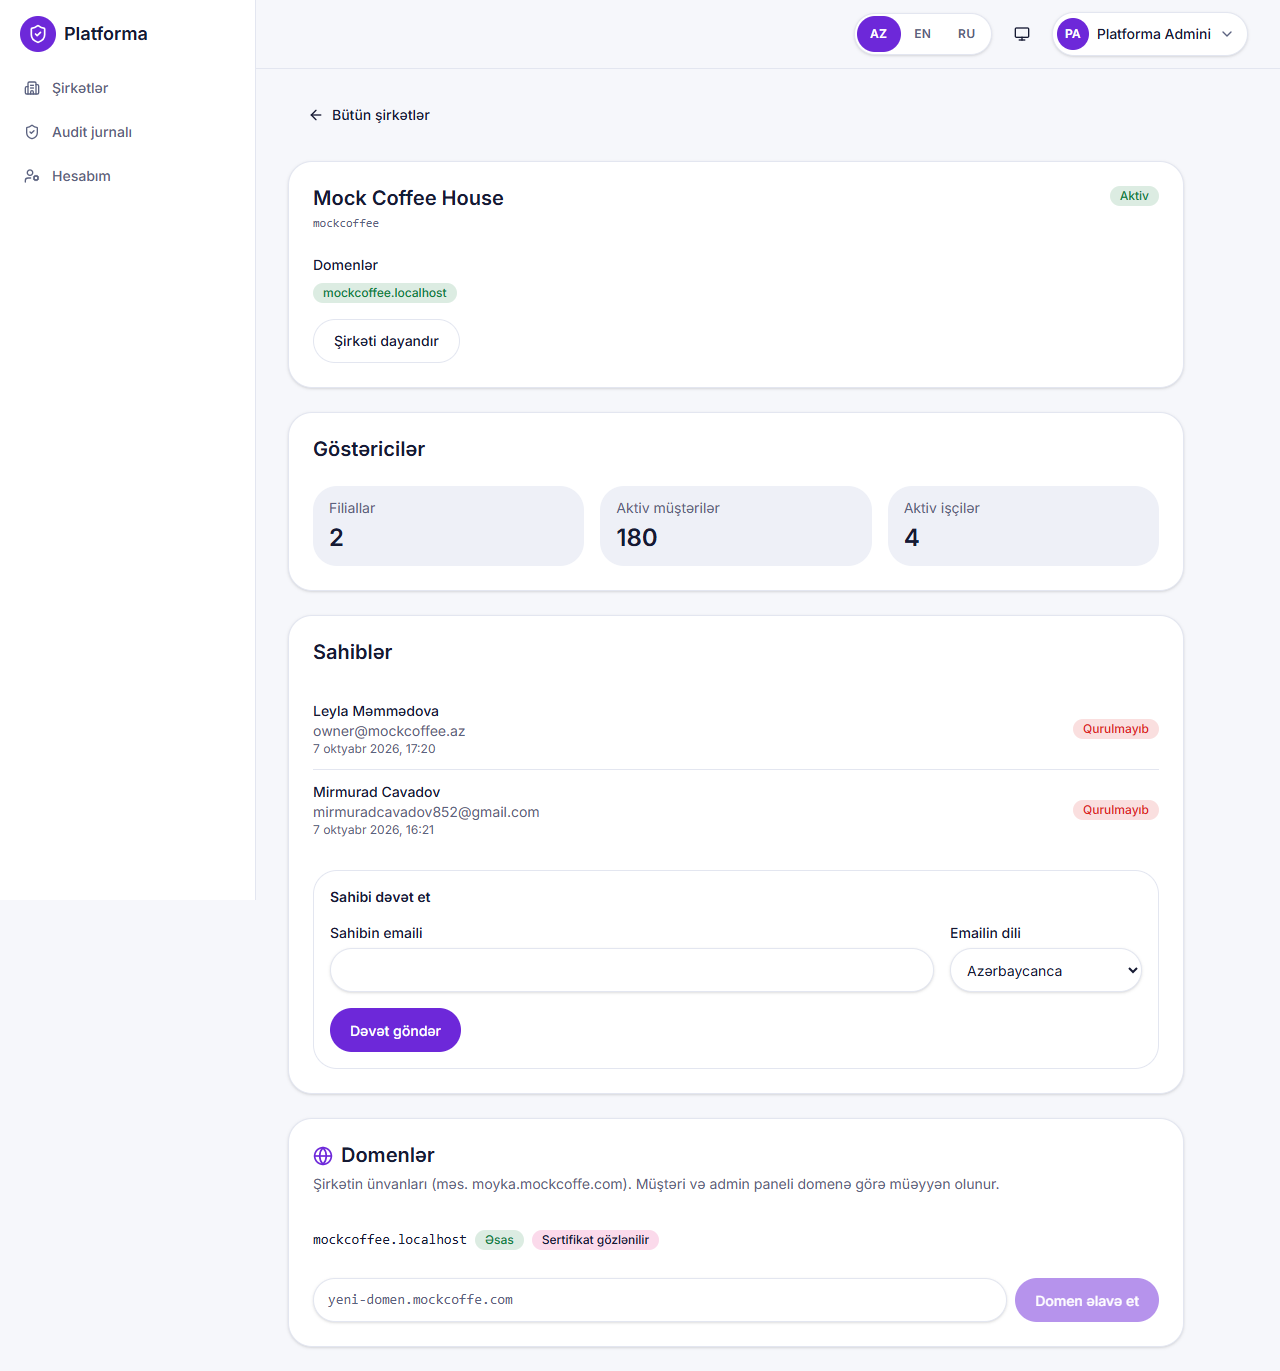 Platforma
AZ EN RU
PA Platforma Admini
Şirkətlər
Audit jurnalı
Hesabım
Bütün şirkətlər
Mock Coffee House
Aktiv
mockcoffee
Domenlər
mockcoffee.localhost
Şirkəti dayandır
Göstəricilər
Filiallar
2
Aktiv müştərilər
180
Aktiv işçilər
4
Sahiblər
Leyla Məmmədova
owner@mockcoffee.az
7 oktyabr 2026, 17:20
Qurulmayıb
Mirmurad Cavadov
mirmuradcavadov852@gmail.com
7 oktyabr 2026, 16:21
Qurulmayıb
Sahibi dəvət et
Sahibin emaili
Emailin dili
Azərbaycanca
Dəvət göndər
Domenlər
Şirkətin ünvanları (məs. moyka.mockcoffe.com). Müştəri və admin paneli domenə görə müəyyən olunur.
mockcoffee.localhost Əsas Sertifikat gözlənilir
yeni-domen.mockcoffe.com
Domen əlavə et